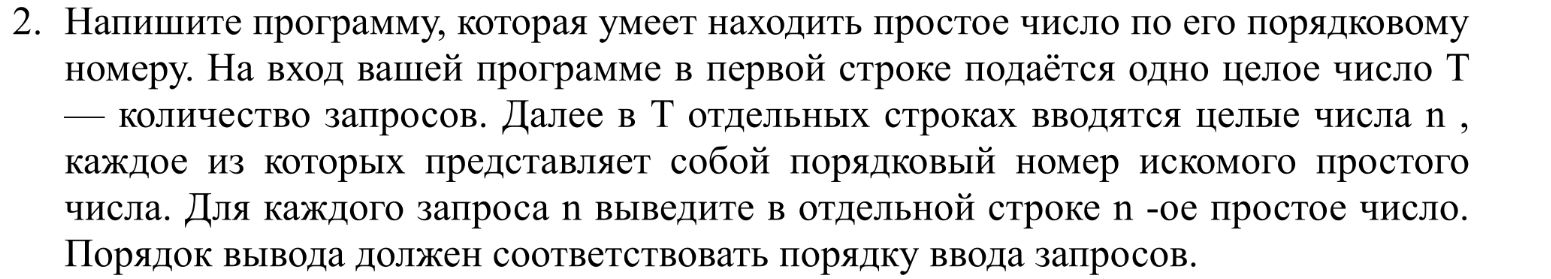 2. Напишите программу, которая умеет находить простое число по его порядковому
номеру. На вход вашей программе в первой строке подаётся одно целое число T
— количество запросов. Далее в T отдельных строках вводятся целые числа n ,
каждое из которых представляет собой порядковый номер искомого простого
числа. Для каждого запроса n выведите в отдельной строке n -ое простое число.
Порядок вывода должен соответствовать порядку ввода запросов.